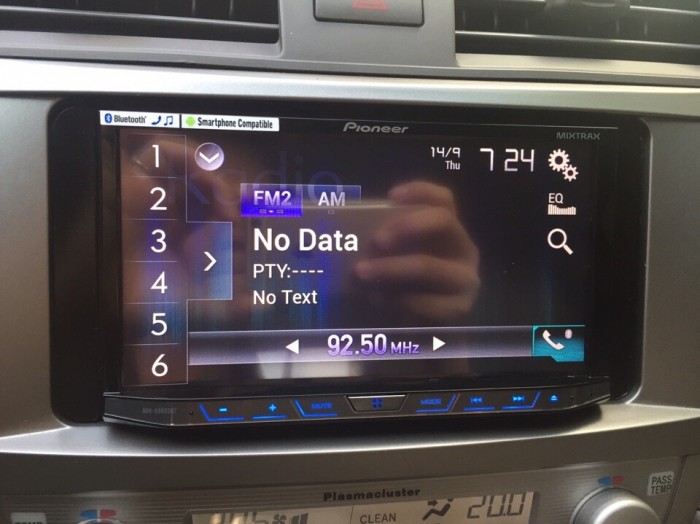 Bluetooth
Smartphone Compatible
Pioneer
MIXTRAX
1
2
3
4
5
6
Radio
14/9
Thu
7 24
FM2
AM
EQ
No Data
PTY:----
No Text
92.50 MHz
MUTE
MODE
PASS
TEMP
Plasmacluster
CLEAN
20.0